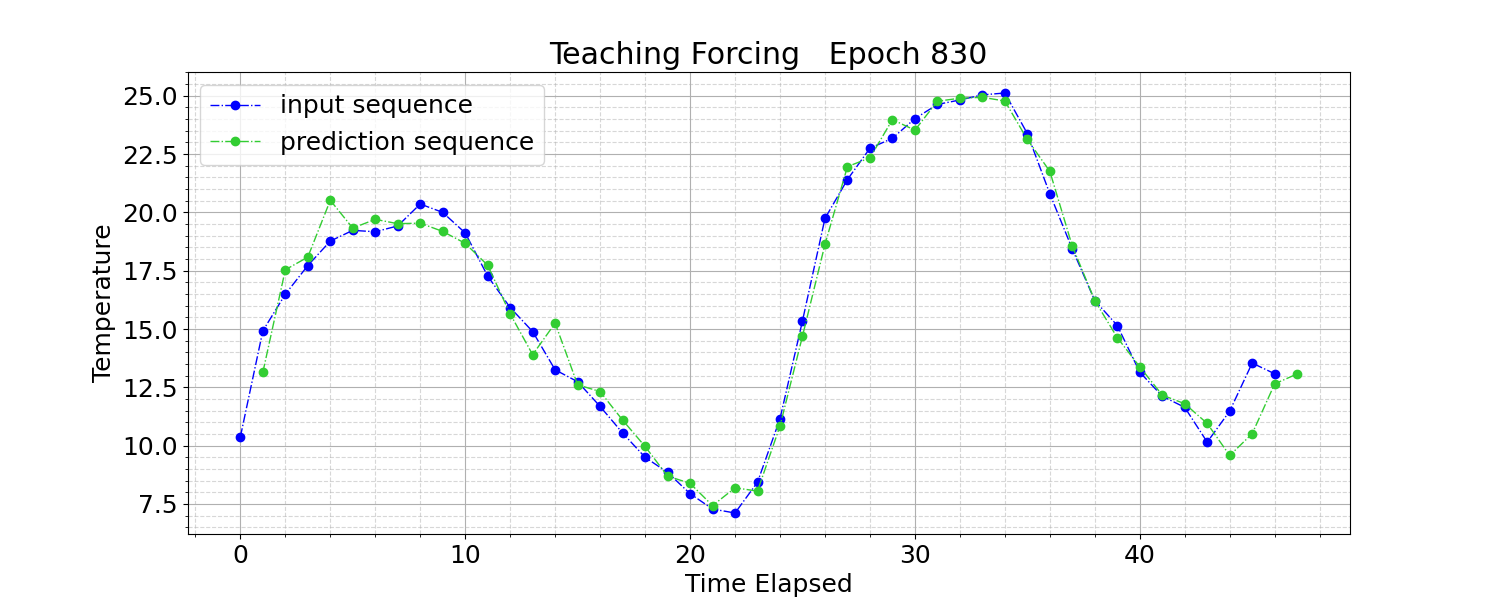 Teaching Forcing   Epoch 830
input sequence
prediction sequence
25.0
22.5
20.0
17.5
15.0
12.5
10.0
7.5
Temperature
0 10 20 30 40
Time Elapsed